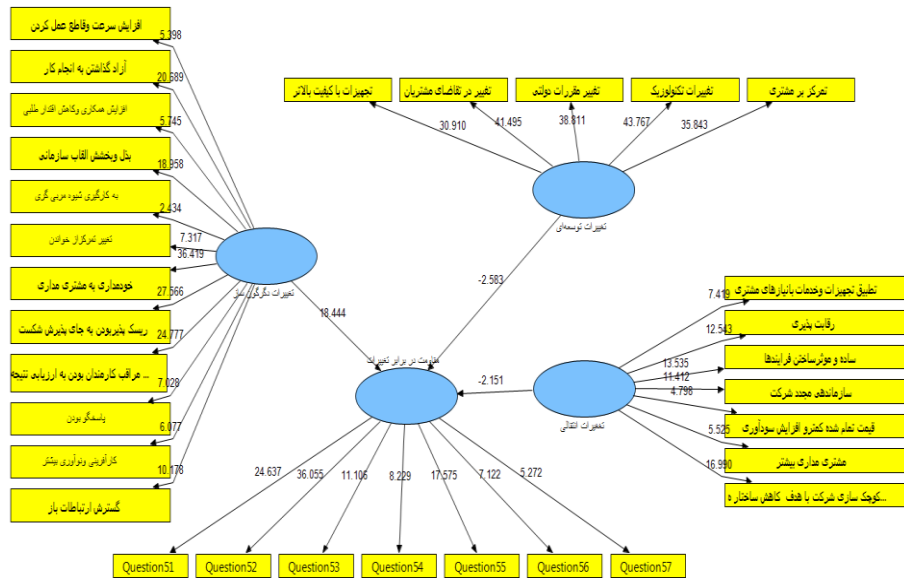 افزایش سرعت وقاطع عمل کردن
5.398
آزاد گذاشتن به انجام کار
20.689
افزایش همکاری وکاهش اقتدار طلبی
5.745
بذل وبخشش القاب سازمانی
18.958
به کارگیری شیوه مربی گری
2.434
تغییر تمرکزاز خواندن
7.317
36.419
خودمداری به مشتری مداری
27.566
ریسک پذیربودن به جای پذیرش شکست
24.777
... مراقب کارمندان بودن به ارزیابی نتیجه
7.028
پاسخگو بودن
6.077
کارآفرینی ونوآوری بیشتر
10.178
گسترش ارتباطات باز
تغییرات دگرگون ساز
18.444
تجهیزات با کیفیت بالاتر
تغییر در تقاضای مشتریان
تغییر مقررات دولتی
تغییرات تکنولوژیک
تمرکز بر مشتری
30.910
41.495
38.811
43.767
35.843
تغییرات توسعه‌ای
-2.583
مقاومت در برابر تغییرات
-2.151
تغییرات انتقالی
تطبیق تجهیزات وخدمات بانیازهای مشتری
7.419
رقابت پذیری
12.543
ساده و موثرساختن فرایندها
13.535
سازماندهی مجدد شرکت
11.412
4.798
قیمت تمام شده کمترو افزایش سودآوری
5.525
مشتری مداری بیشتر
16.990
...کوچک سازی شرکت با هدف کاهش ساختار ه
24.637
36.055
11.106
8.229
17.575
7.122
5.272
Question51
Question52
Question53
Question54
Question55
Question56
Question57